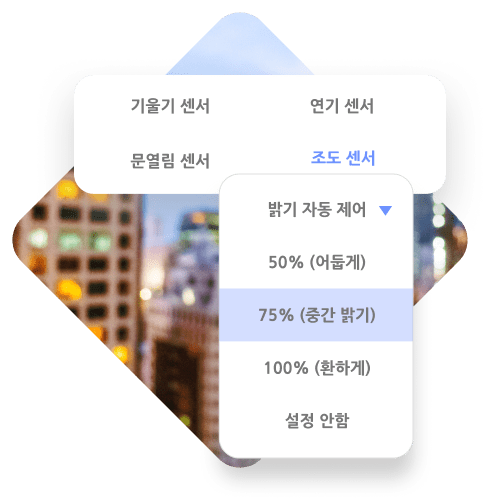 기울기 센서 연기 센서
문열림 센서 조도 센서
밝기 자동 제어
50% (어둡게)
75% (중간 밝기)
100% (환하게)
설정 안함